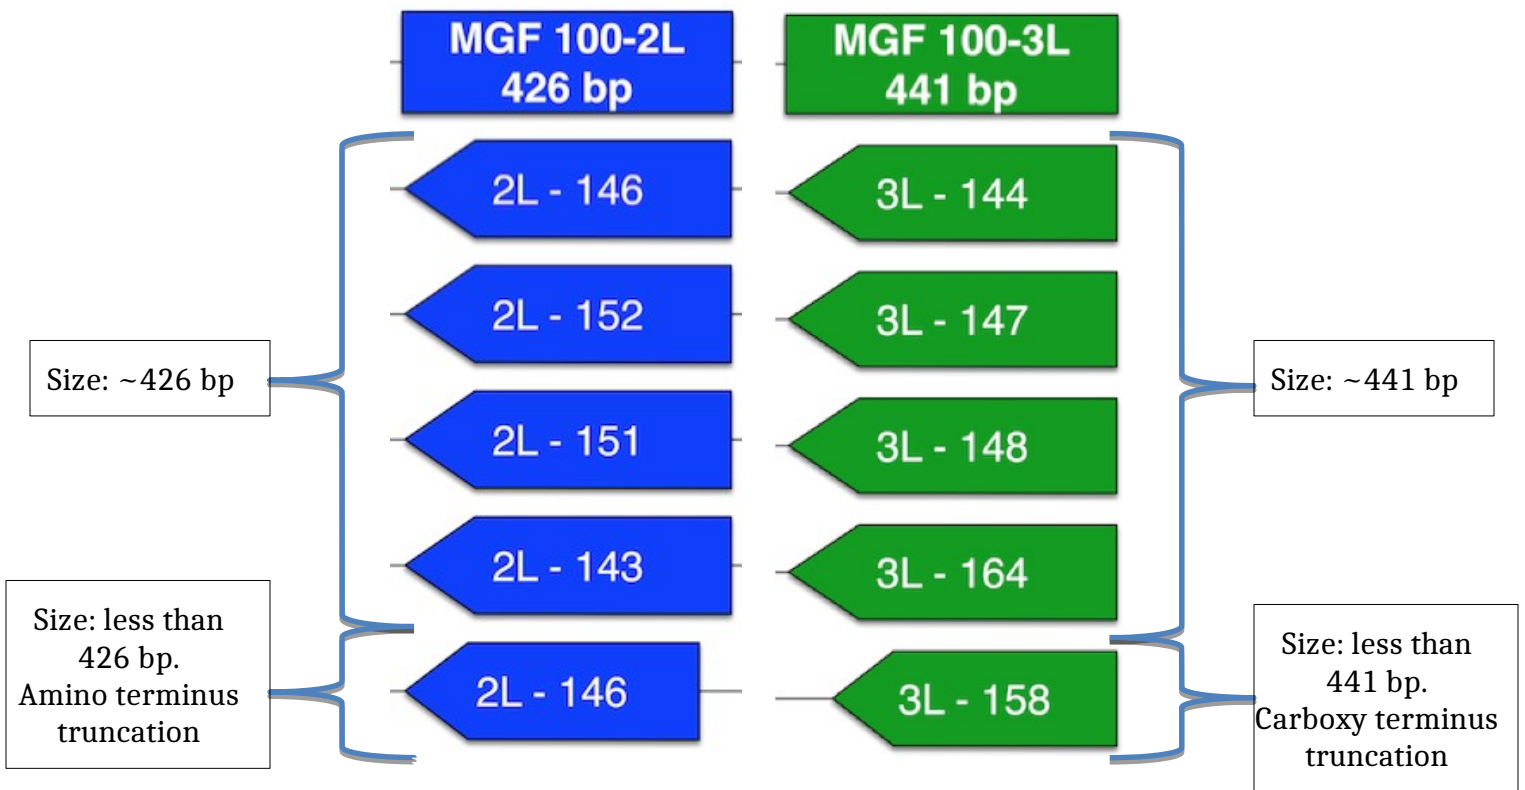 MGF 100-2L
426 bp
MGF 100-3L
441 bp
2L - 146
3L - 144
2L - 152
3L - 147
Size: ~426 bp
Size: ~441 bp
2L - 151
3L - 148
2L - 143
3L - 164
Size: less than
426 bp.
Amino terminus
truncation
2L - 146
3L - 158
Size: less than
441 bp.
Carboxy terminus
truncation